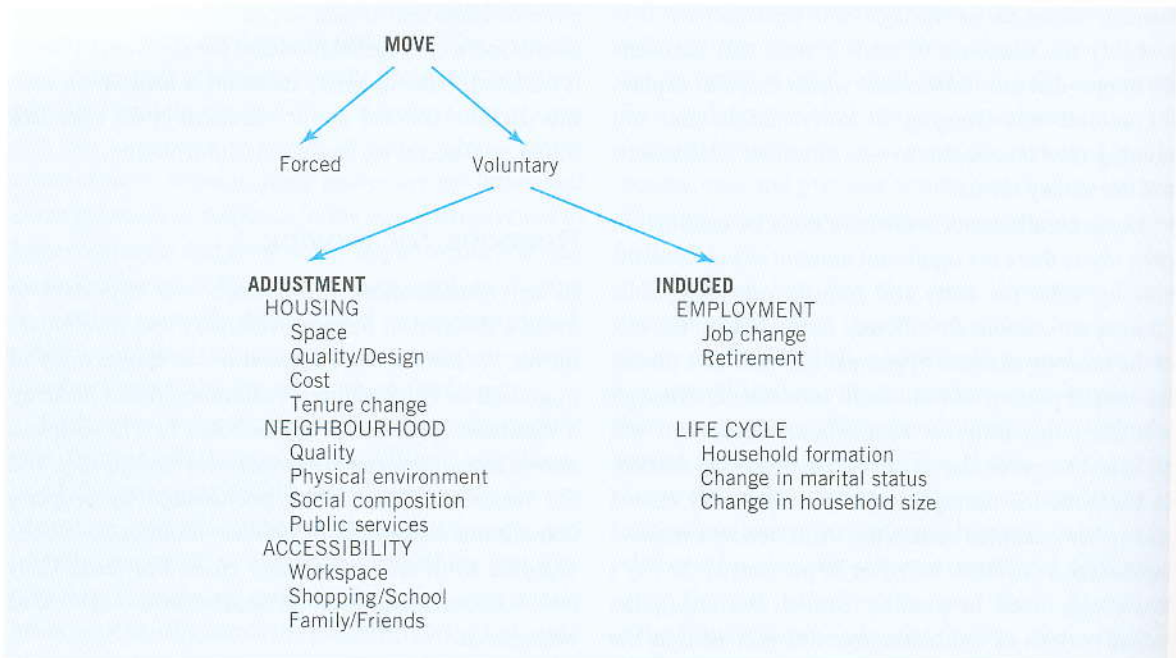 MOVE
Forced
Voluntary
ADJUSTMENT
HOUSING
Space
Quality/Design
Cost
Tenure change
NEIGHBOURHOOD
Quality
Physical environment
Social composition
Public services
ACCESSIBILITY
Workspace
Shopping/School
Family/Friends
INDUCED
EMPLOYMENT
Job change
Retirement
LIFE CYCLE
Household formation
Change in marital status
Change in household size